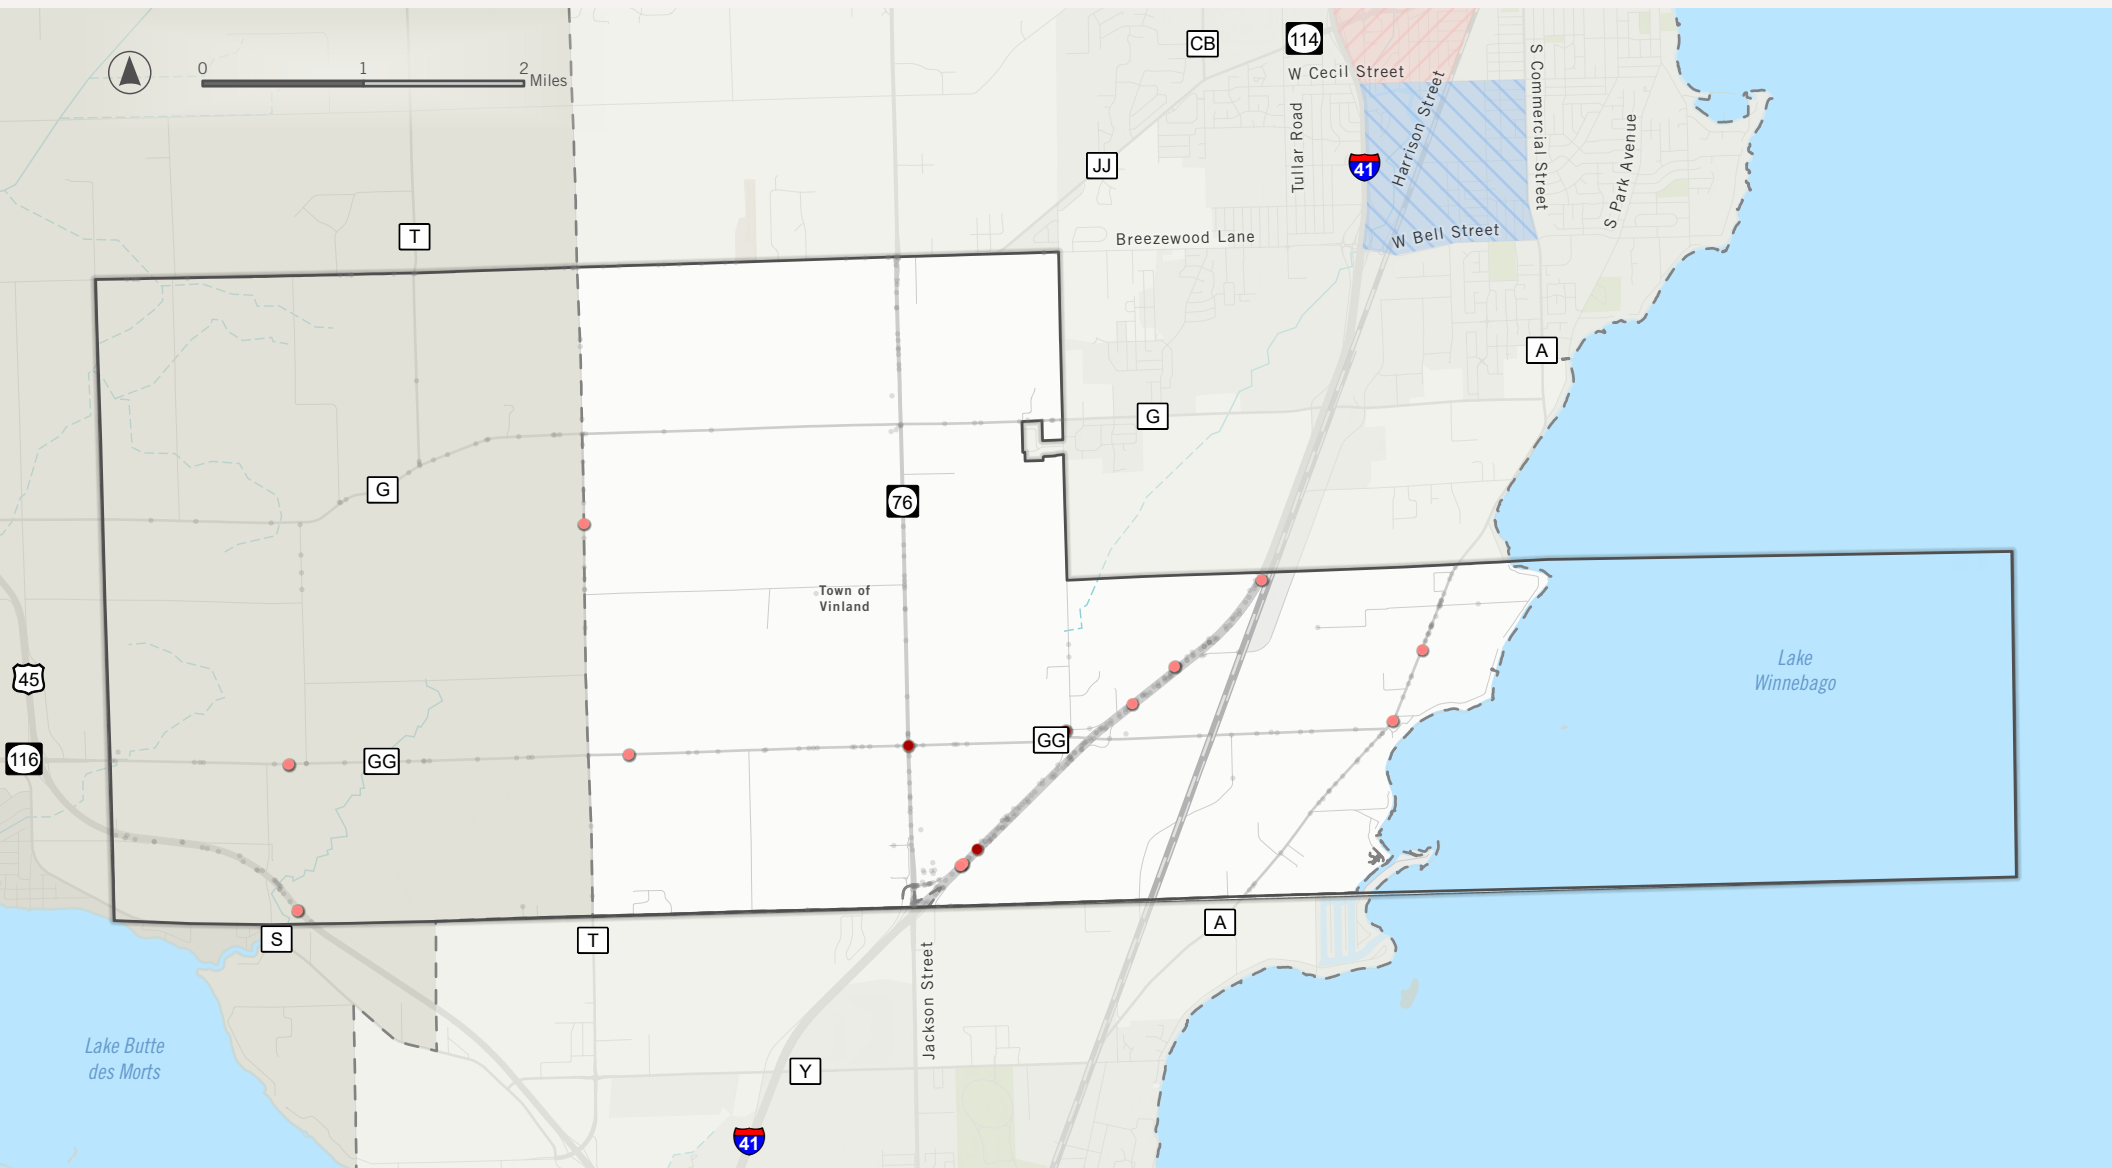 CB
114
W Cecil Street
S Commercial Street
0 1 2
Miles
Tullar Road
Harrison Street
S Park Avenue
JJ
41
T
Breezewood Lane
W Bell Street
A
G
G
76
Town of
Vinland
45
Lake
Winnebago
GG
116
GG
S
T
A
Jackson Street
Lake Butte
des Morts
Y
41